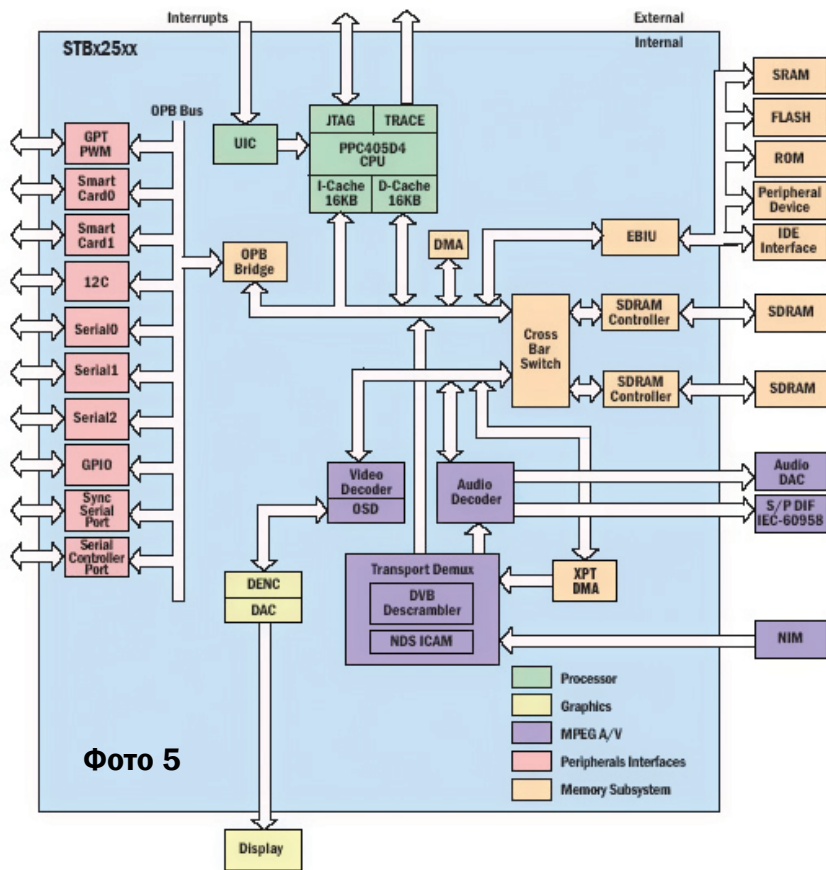 Interrupts
External
Internal
STBx25xx
OPB Bus
GPT
PWM
Smart
Card0
Smart
Card1
12C
Serial0
Serial1
Serial2
GPIO
Sync
Serial
Port
Serial
Controller
Port
UIC
JTAG
TRACE
PPC405D4
CPU
I-Cache
16KB
D-Cache
16KB
OPB
Bridge
DMA
EBIU
SRAM
FLASH
ROM
Peripheral
Device
IDE
Interface
Cross
Bar
Switch
SDRAM
Controller
SDRAM
SDRAM
Controller
SDRAM
Video
Decoder
OSD
Audio
Decoder
Audio
DAC
S/P DIF
IEC-60958
DENC
DAC
Transport Demux
DVB
Descrambler
NDS ICAM
XPT
DMA
NIM
Processor
Graphics
MPEG A/V
Peripherals Interfaces
Memory Subsystem
Фото 5
Display